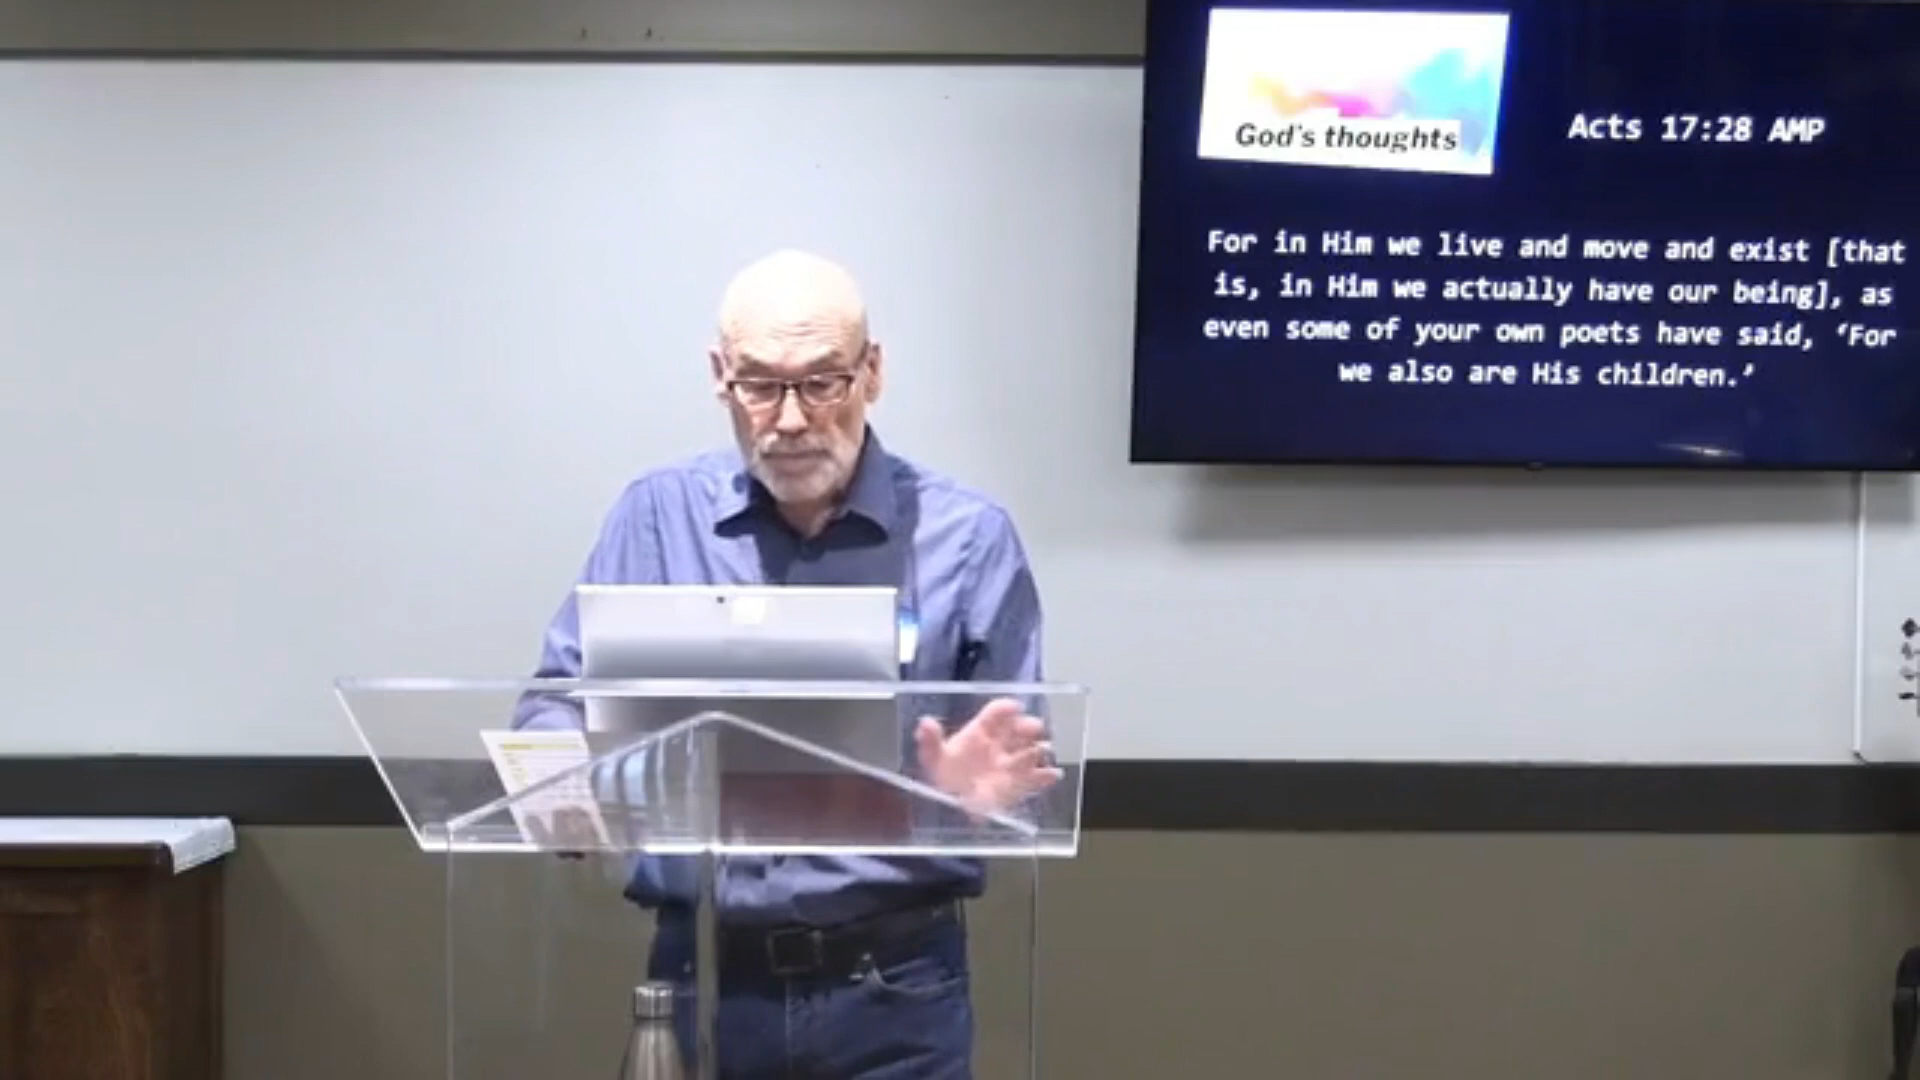 God's thoughts
Acts 17:28 AMP
For in Him we live and move and exist [that
is, in Him we actually have our being], as
even some of your own poets have said, ‘For
we also are His children.’